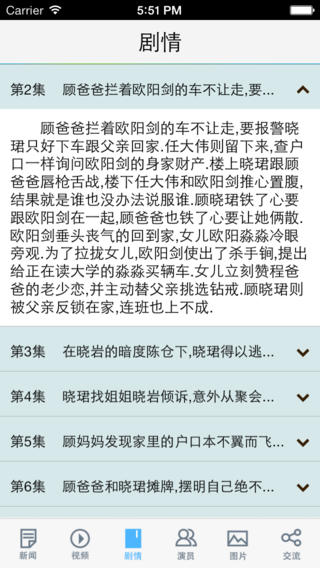 Carrier 5:51 PM
剧情
第2集 顾爸爸拦着欧阳剑的车不让走,要...
顾爸爸拦着欧阳剑的车不让走,要报警晓
珺只好下车跟父亲回家.任大伟则留下来,查户
口一样询问欧阳剑的身家财产.楼上晓珺跟顾
爸爸唇枪舌战,楼下任大伟和欧阳剑推心置腹,
结果就是谁也没办法说服谁.顾晓珺铁了心要
跟欧阳剑在一起,顾爸爸也铁了心要让她俩散.
欧阳剑垂头丧气的回到家,女儿欧阳淼淼冷眼
旁观.为了拉拢女儿,欧阳剑使出了杀手锏,提出
给正在读大学的淼淼买辆车.女儿立刻赞程爸
爸的老少恋,并主动替父亲挑选钻戒.顾晓珺则
被父亲反锁在家,连班也上不成.
第3集 在晓岩的暗度陈仓下,晓珺得以逃...
第4集 晓珺找姐姐晓岩倾诉,意外从聚会...
第5集 顾妈妈发现家里的户口本不翼而飞...
第6集 顾爸爸和晓珺摊牌,摆明自己绝不...
新闻 视频 剧情 演员 图片 交流